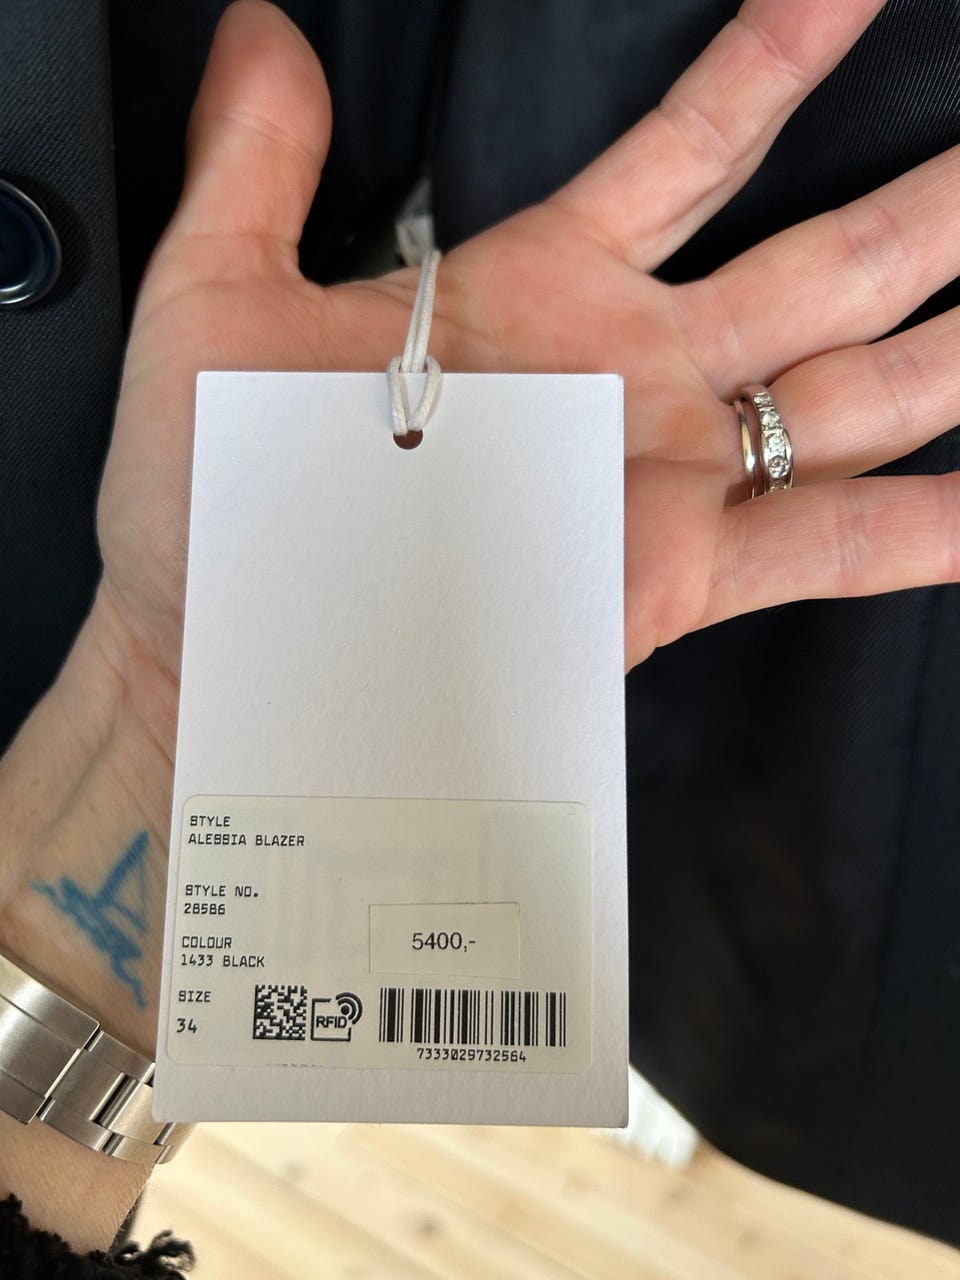 STYLE
ALESSIA BLAZER
STYLE NO.
28586
COLOUR
1433 BLACK
5400,-
SIZE
34
RFID
7333029732564